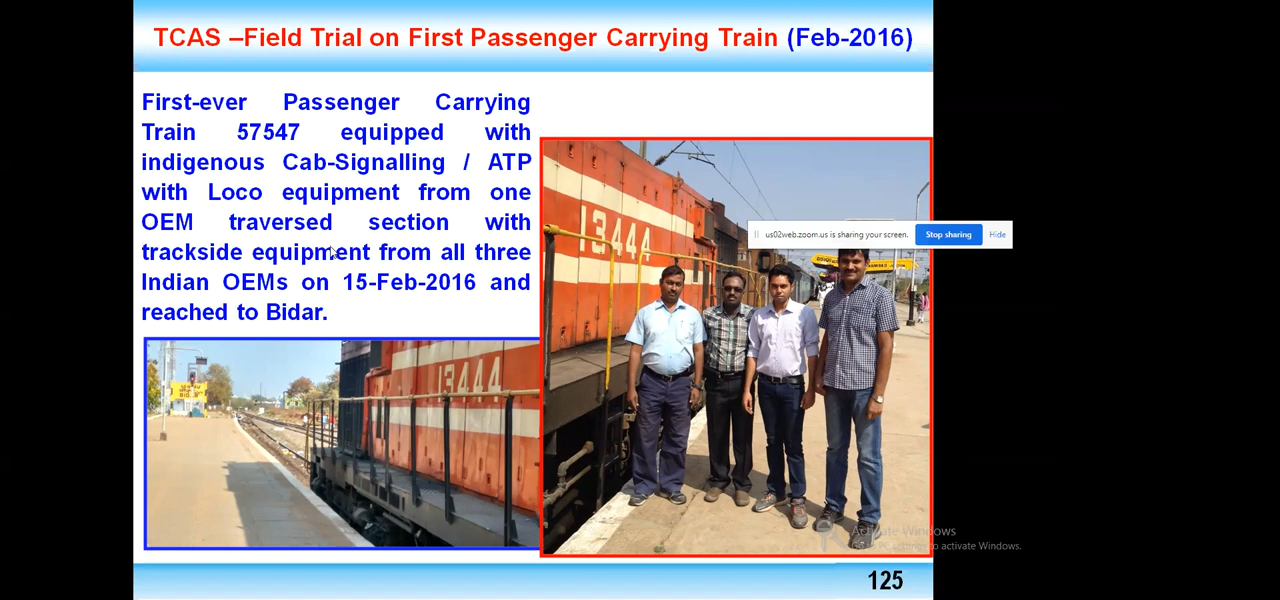 TCAS –Field Trial on First Passenger Carrying Train (Feb-2016)
First-ever Passenger Carrying
Train 57547 equipped with
indigenous Cab-Signalling / ATP
with Loco equipment from one
OEM traversed section with
trackside equipment from all three
Indian OEMs on 15-Feb-2016 and
reached to Bidar.
13444
us02web.zoom.us is sharing your screen. Stop sharing Hide
13444
Activate Windows
to activate Windows.
125